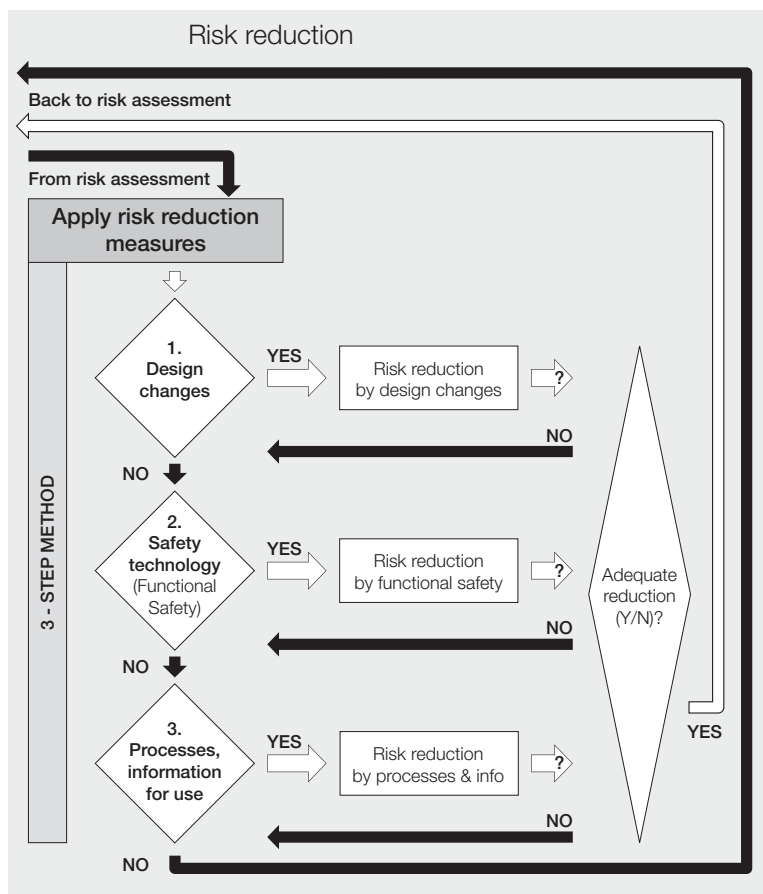 Risk reduction
Back to risk assessment
From risk assessment
Apply risk reduction
measures
3 - STEP METHOD
1.
Design
changes
YES
Risk reduction
by design changes
?
NO
NO
2.
Safety
technology
(Functional
Safety)
YES
Risk reduction
by functional safety
?
Adequate
reduction
(Y/N)?
NO
NO
3.
Processes,
information
for use
YES
Risk reduction
by processes & info
?
YES
NO
NO